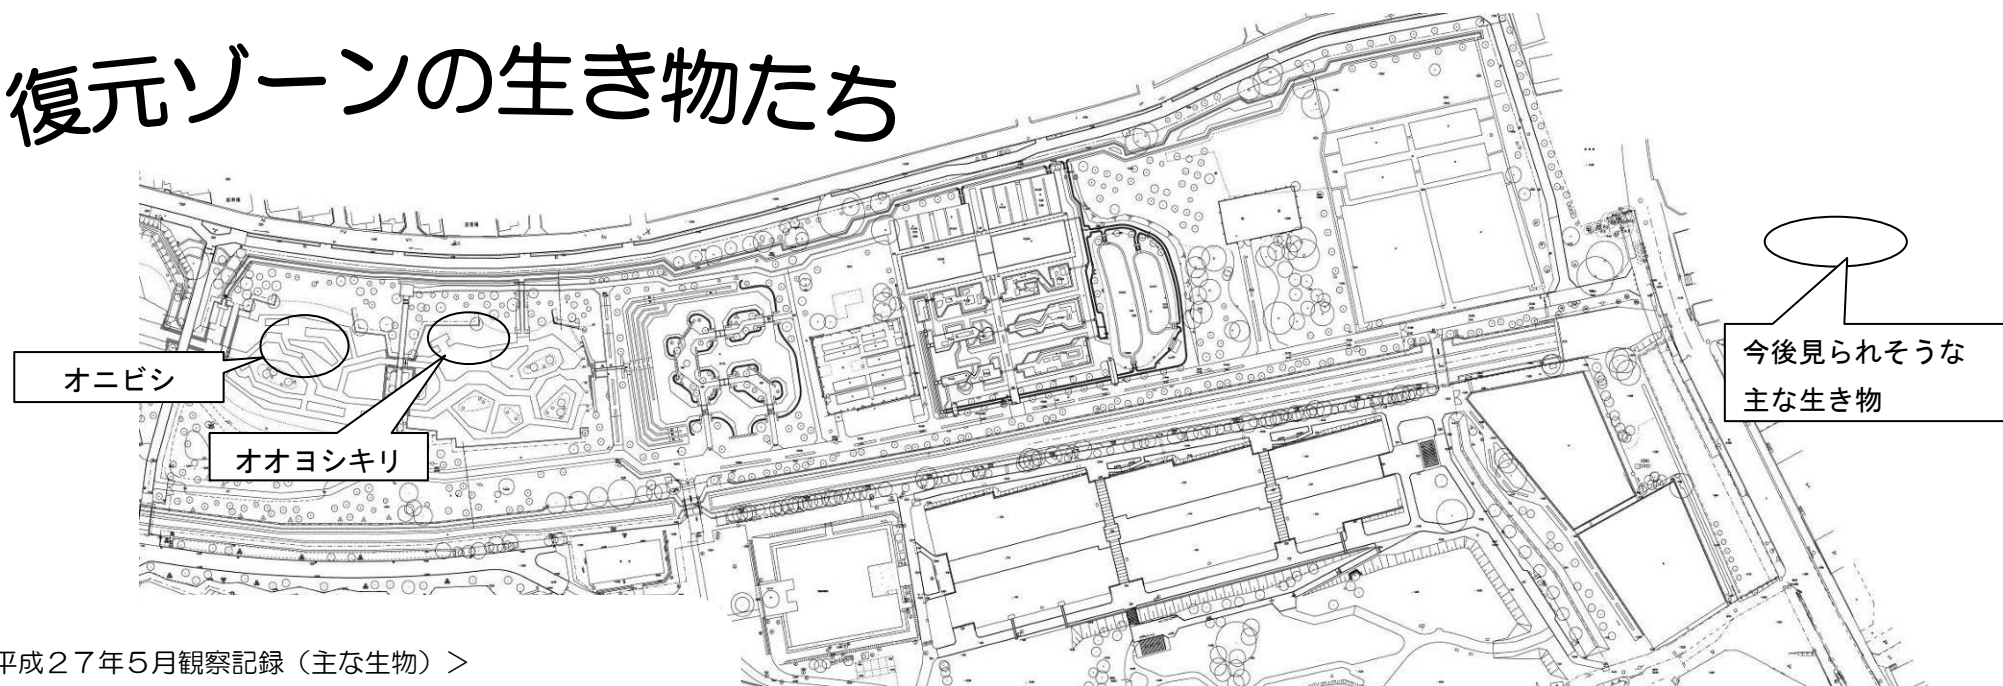 復元ゾーンの生き物たち
オニビシ
オオヨシキリ
今後見られそうな
主な生き物
平成27年5月観察記録（主な生物）＞